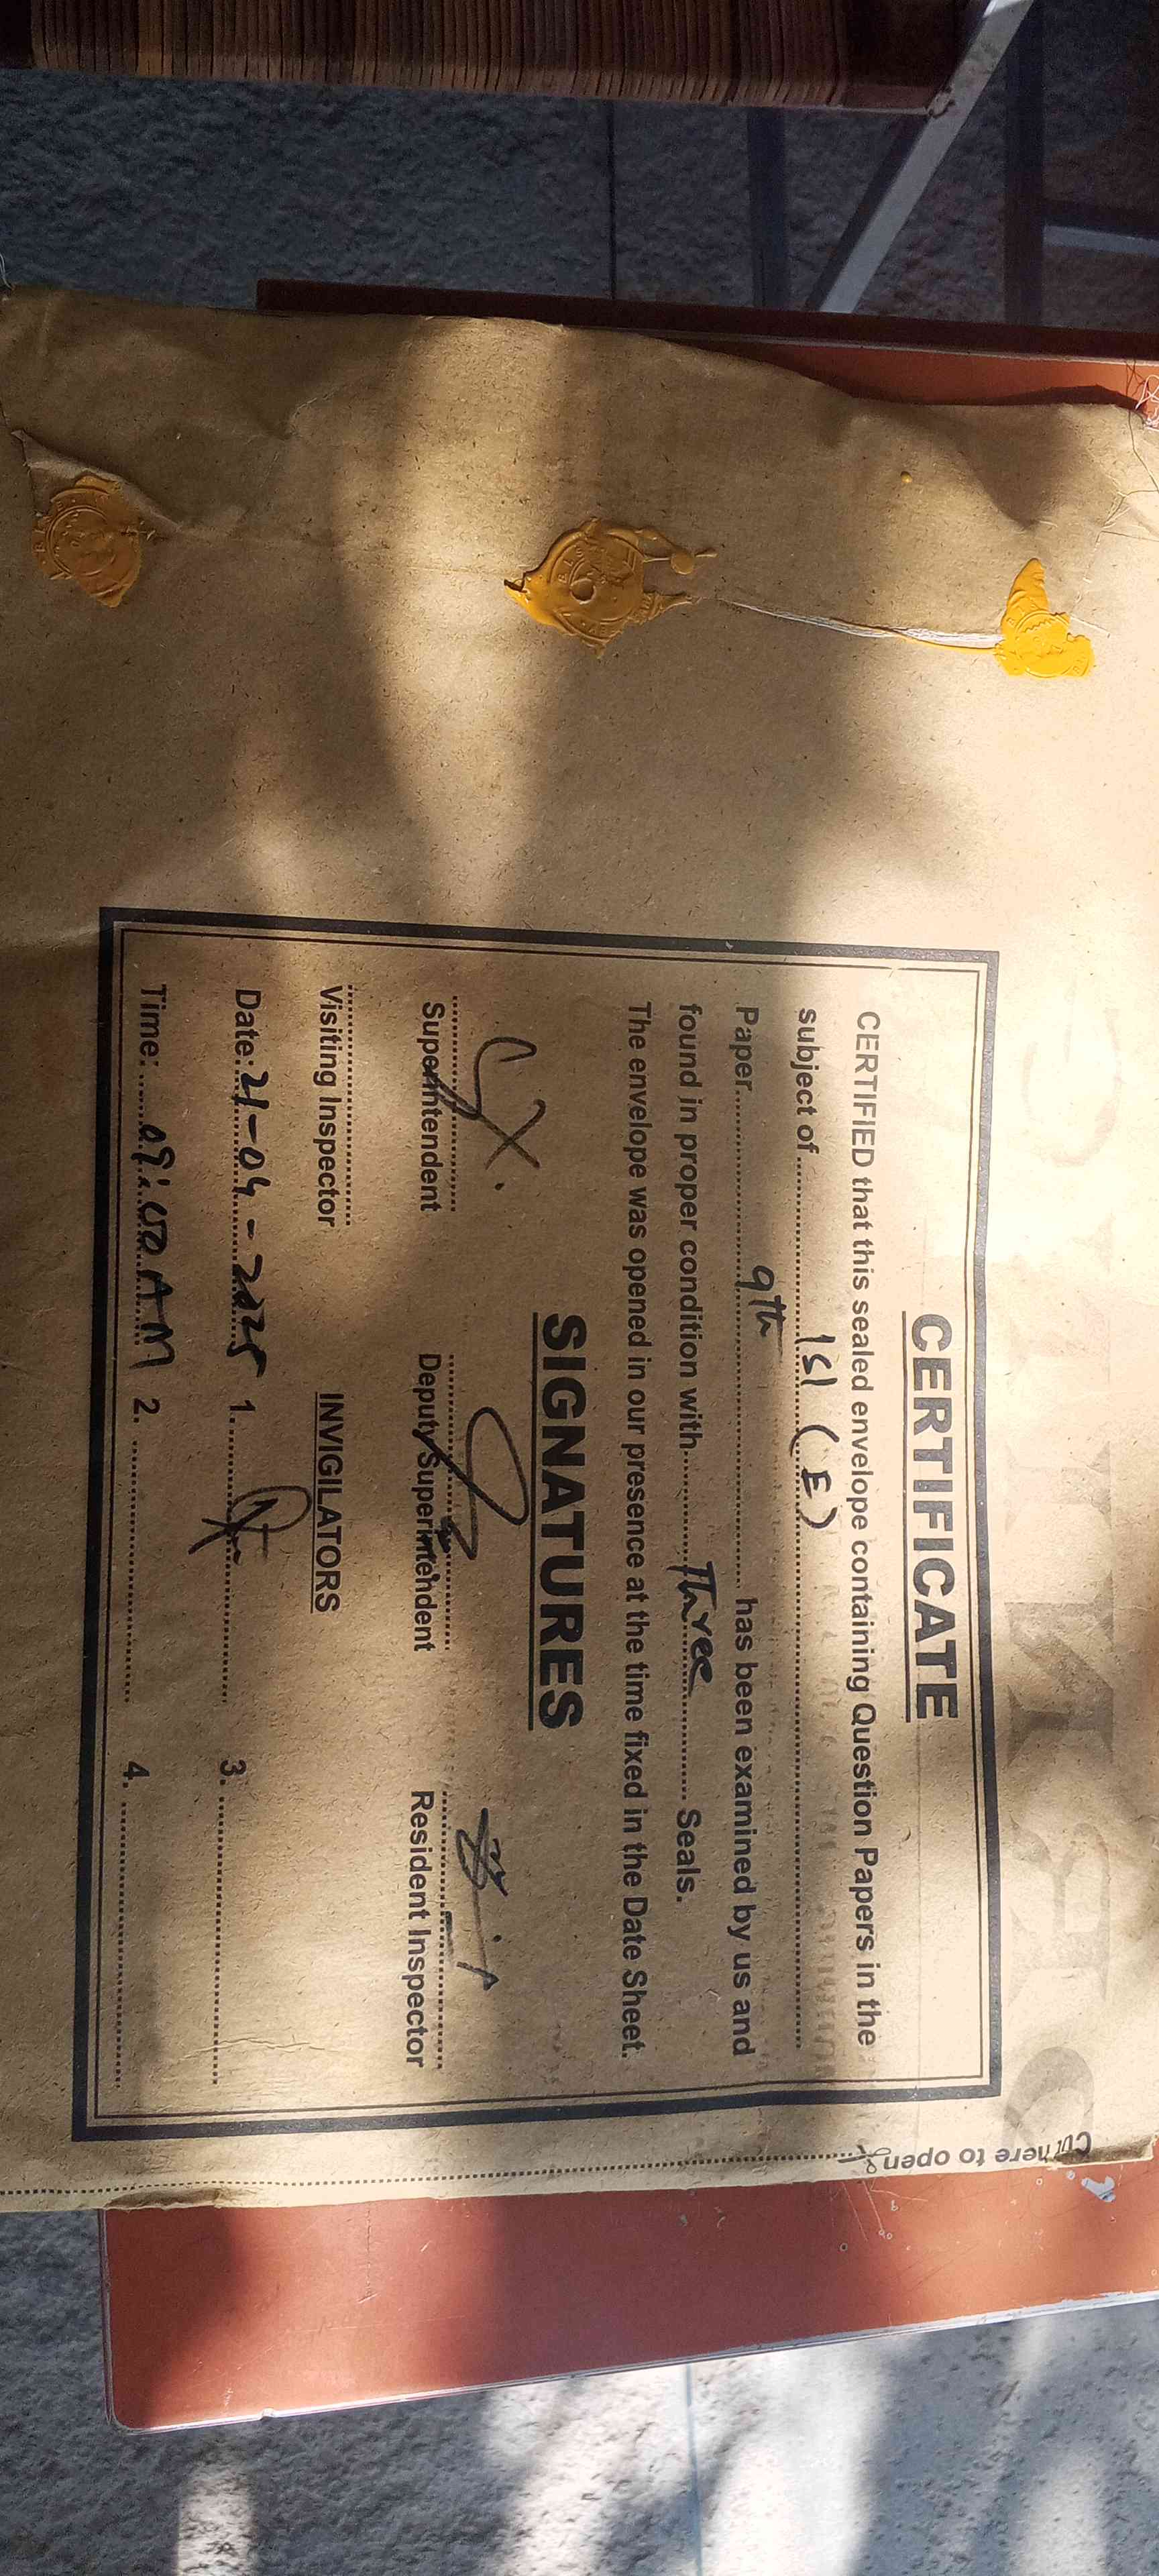 CERTIFICATE
CERTIFIED that this sealed envelope containing Question Papers in the
subject of ........ ISI (E) ........
Paper ........ 9th ........ has been examined by us and
found in proper condition with ........ Three ........ Seals.
The envelope was opened in our presence at the time fixed in the Date Sheet.
SIGNATURES
Superintendent Deputy Superintendent Resident Inspector
Visiting Inspector
INVIGILATORS
Date: 21-04-2025 1. ........ 3. ........
Time: ........ AM 2. ........ 4. ........
Cut here to open